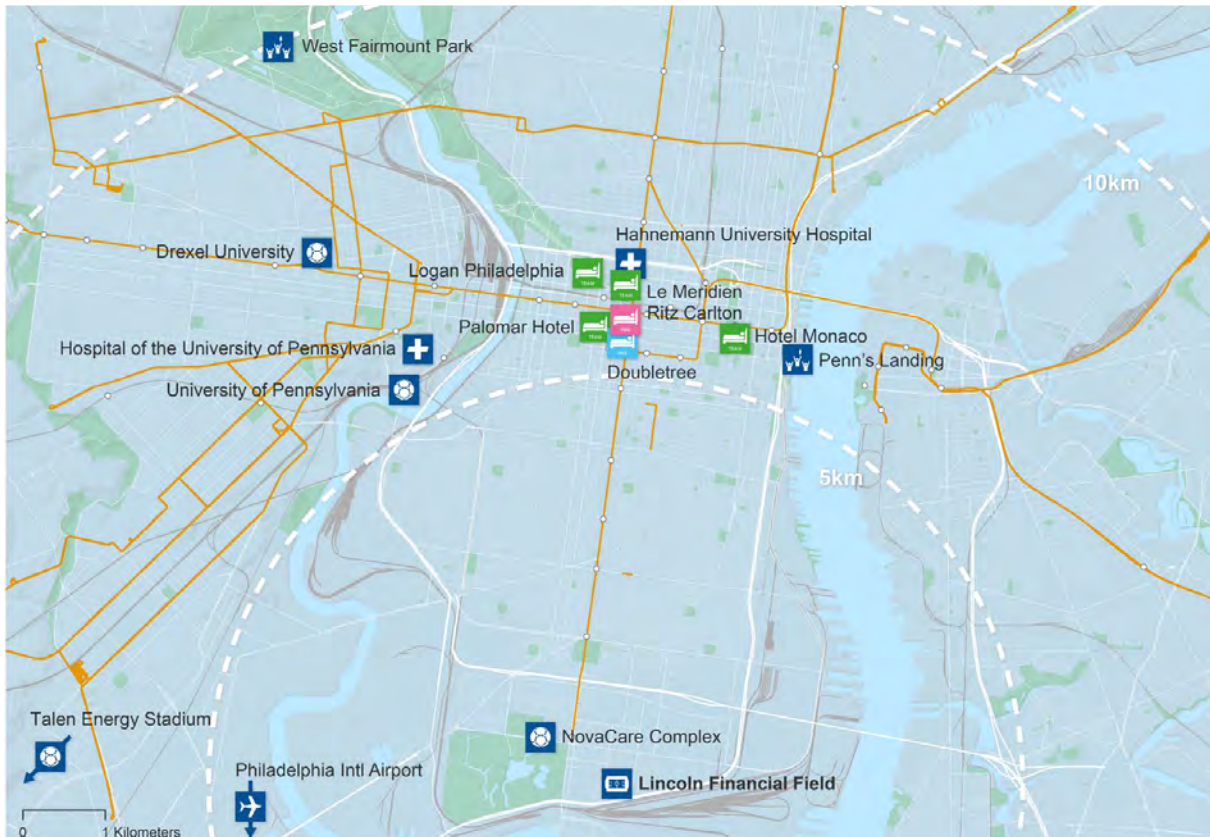 West Fairmount Park
10km
Hahnemann University Hospital
Drexel University
Logan Philadelphia
Le Meridien
Ritz Carlton
Palomar Hotel
Hotel Monaco
Hospital of the University of Pennsylvania
Penn's Landing
Doubletree
University of Pennsylvania
5km
Talen Energy Stadium
NovaCare Complex
Philadelphia Intl Airport
Lincoln Financial Field
0 1 Kilometers